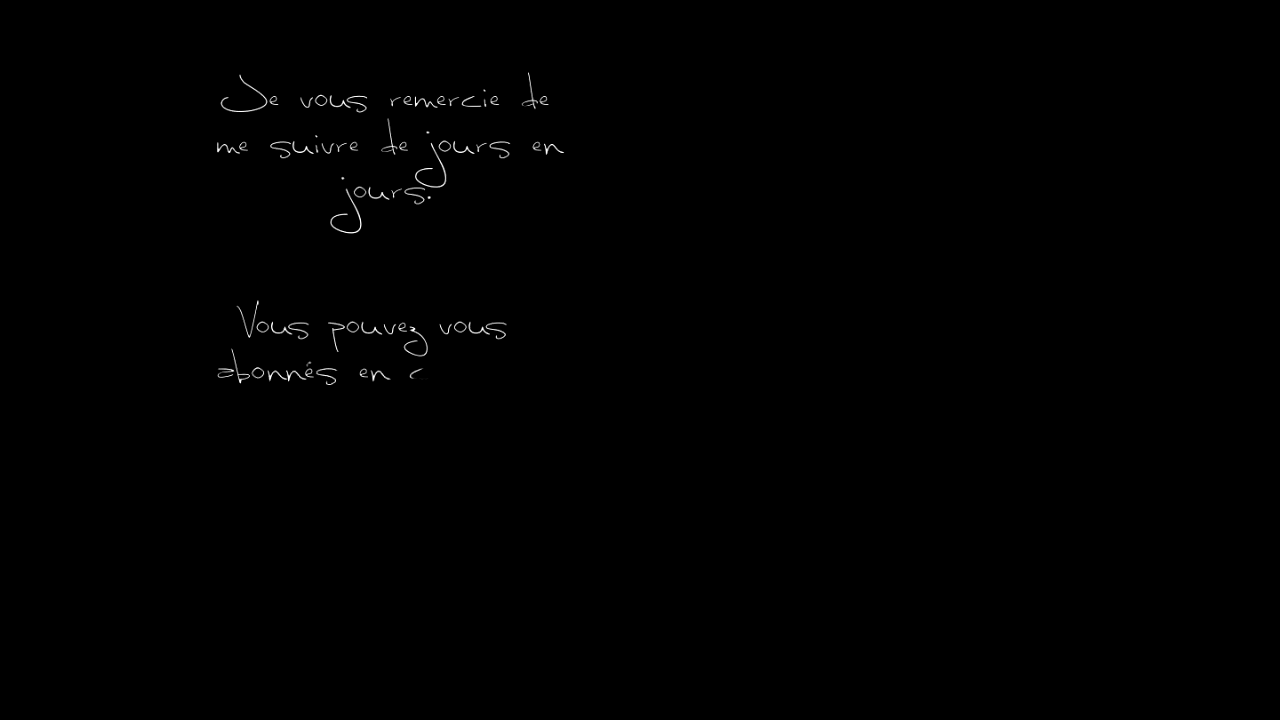 Je vous remercie de
me suivre de jours en
jours.
Vous pouvez vous
abonnés en